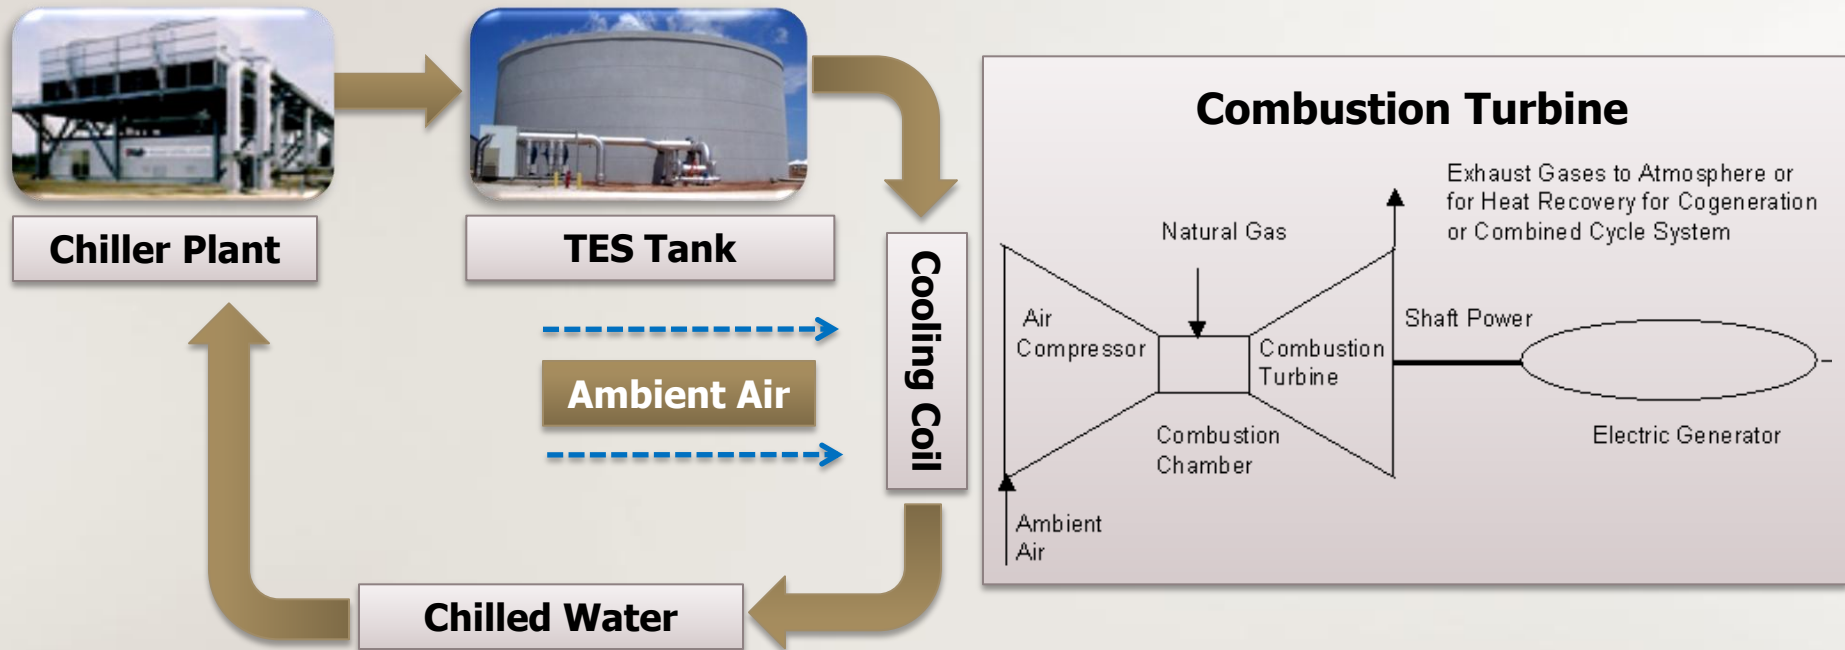 Chiller Plant
TES Tank
Cooling Coil
Ambient Air
Chilled Water
Combustion Turbine
Exhaust Gases to Atmosphere or
for Heat Recovery for Cogeneration
or Combined Cycle System
Natural Gas
Air
Compressor
Combustion
Turbine
Shaft Power
Combustion
Chamber
Electric Generator
Ambient
Air